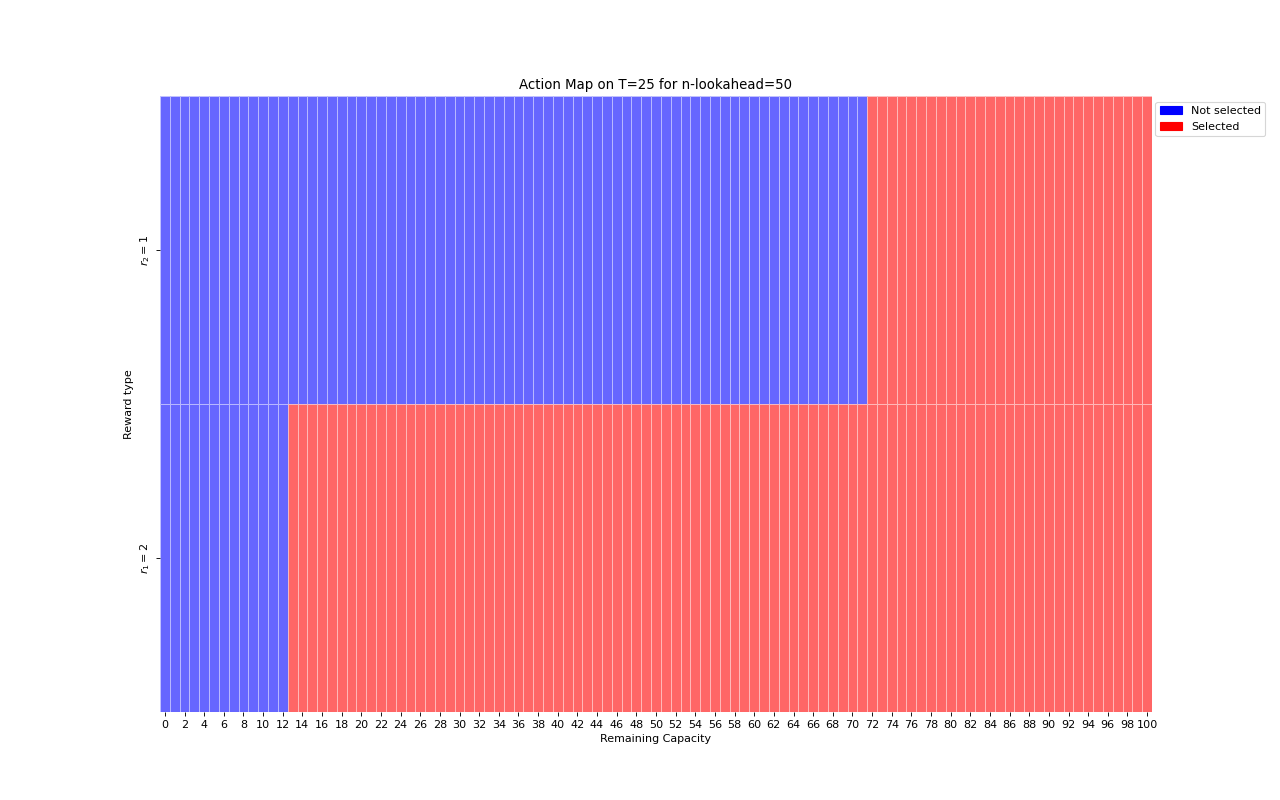 Action Map on T=25 for n-lookahead=50
Not selected
Selected
r₂ = 1
Reward type
r₁ = 2
0 2 4 6 8 10 12 14 16 18 20 22 24 26 28 30 32 34 36 38 40 42 44 46 48 50 52 54 56 58 60 62 64 66 68 70 72 74 76 78 80 82 84 86 88 90 92 94 96 98 100
Remaining Capacity